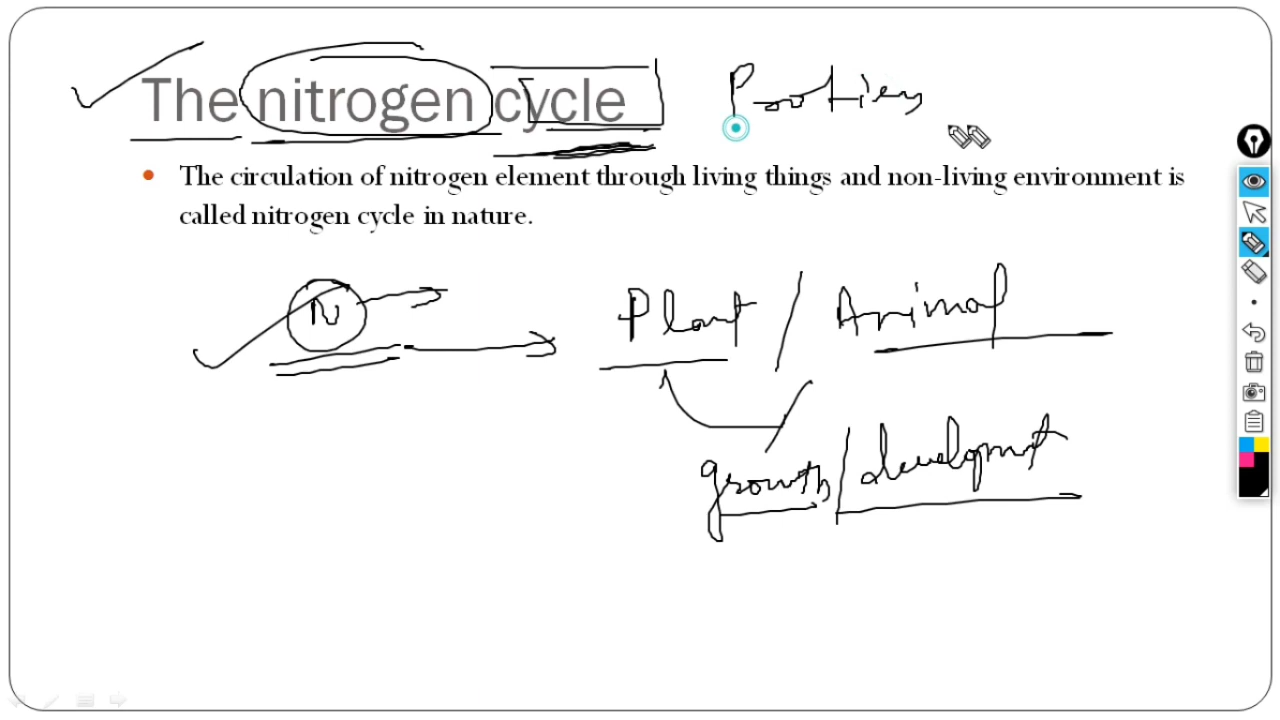 The nitrogen cycle Protien
The circulation of nitrogen element through living things and non-living environment is
called nitrogen cycle in nature.
N Plant / Animal
growth / development